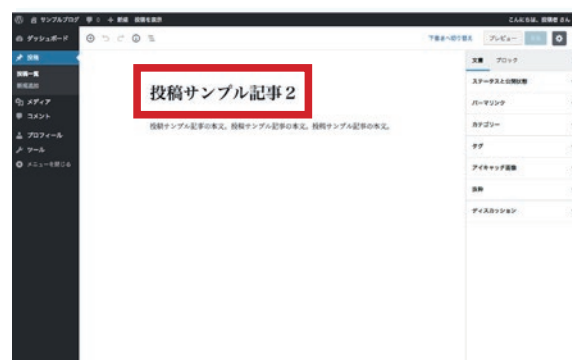 サンプルブログ 0 + 新規 投稿を表示
こんにちは、投稿者 さん
ダッシュボード
下書きへ切り替え プレビュー
投稿
投稿一覧
新規追加
メディア
コメント
プロフィール
ツール
メニューを閉じる
投稿サンプル記事２
投稿サンプル記事の本文。投稿サンプル記事の本文。投稿サンプル記事の本文。
文書 ブロック
ステータスと公開状態
パーマリンク
カテゴリー
タグ
アイキャッチ画像
抜粋
ディスカッション